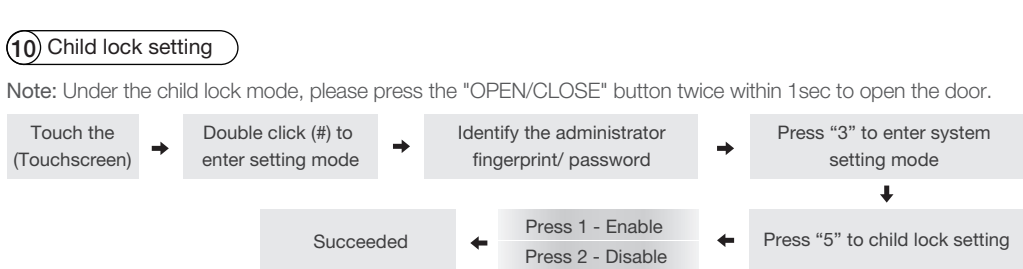 10 Child lock setting
Note: Under the child lock mode, please press the "OPEN/CLOSE" button twice within 1sec to open the door.
Touch the
(Touchscreen)
Double click (#) to
enter setting mode
Identify the administrator
fingerprint/ password
Press “3” to enter system
setting mode
Press “5” to child lock setting
Press 1 - Enable
Press 2 - Disable
Succeeded